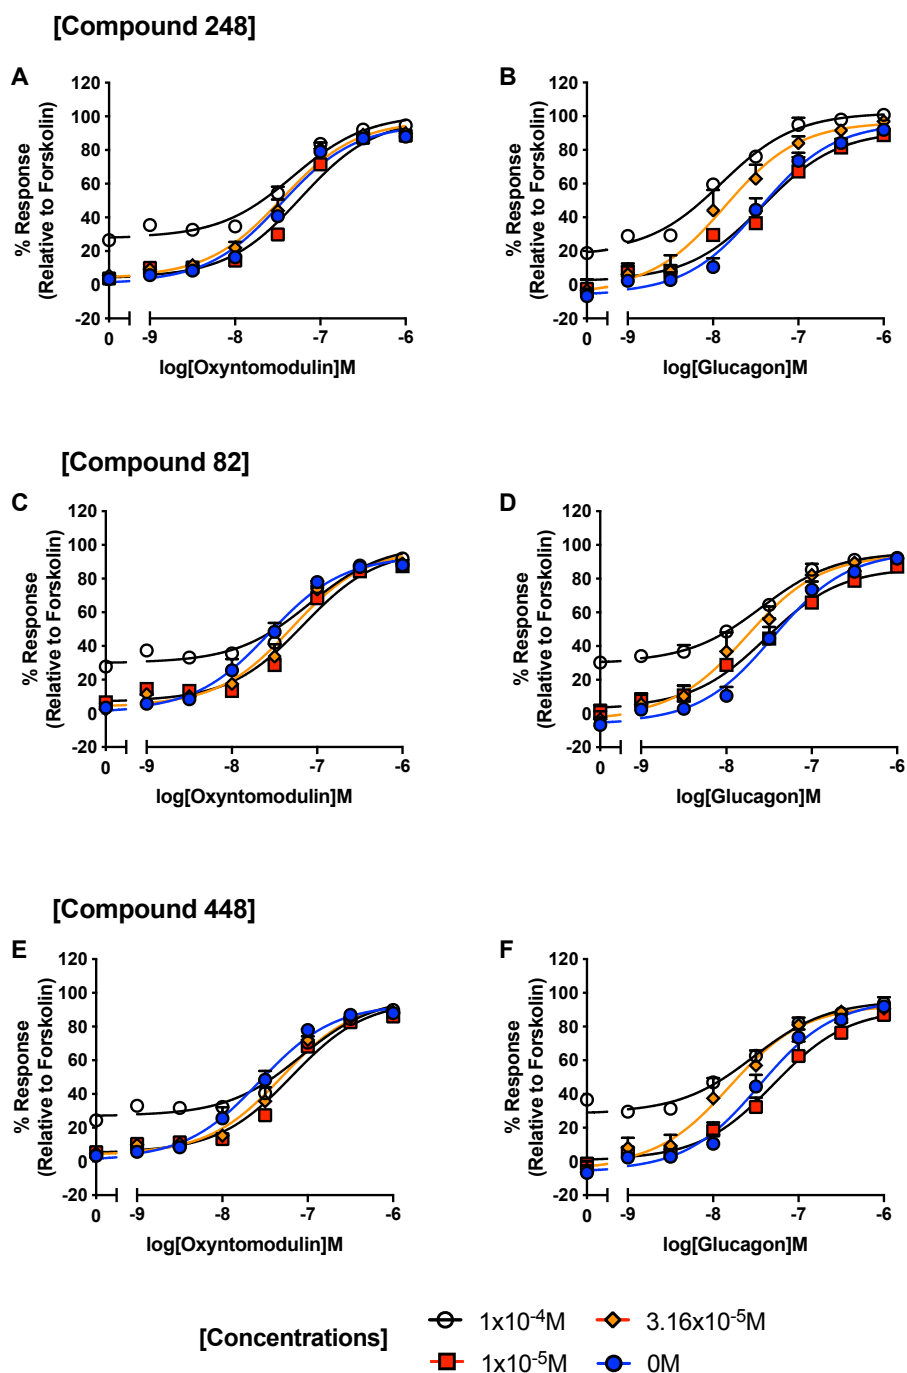 [Compound 248]
A
B
120
100
80
60
40
20
0
-20
% Response
(Relative to Forskolin)
0
-9
-8
-7
-6
log[Oxyntomodulin]M
120
100
80
60
40
20
0
-20
% Response
(Relative to Forskolin)
0
-9
-8
-7
-6
log[Glucagon]M
[Compound 82]
C
D
120
100
80
60
40
20
0
-20
% Response
(Relative to Forskolin)
0
-9
-8
-7
-6
log[Oxyntomodulin]M
120
100
80
60
40
20
0
-20
% Response
(Relative to Forskolin)
0
-9
-8
-7
-6
log[Glucagon]M
[Compound 448]
E
F
120
100
80
60
40
20
0
-20
% Response
(Relative to Forskolin)
0
-9
-8
-7
-6
log[Oxyntomodulin]M
120
100
80
60
40
20
0
-20
% Response
(Relative to Forskolin)
0
-9
-8
-7
-6
log[Glucagon]M
[Concentrations]
1x10⁻⁴M
3.16x10⁻⁵M
1x10⁻⁵M
0M